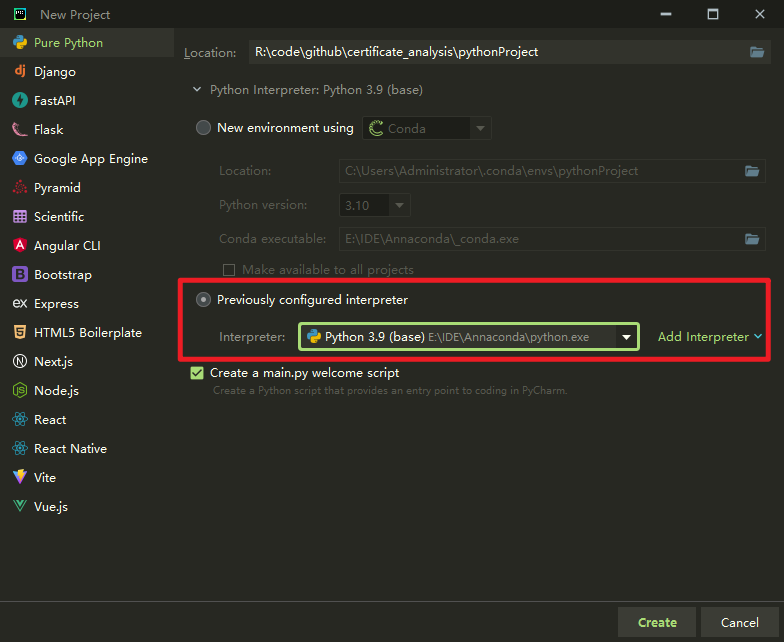 PC New Project
Pure Python
Location: R:\code\github\certificate_analysis\pythonProject
dj Django
Python Interpreter: Python 3.9 (base)
FastAPI
New environment using Conda
Flask
Google App Engine
Location: C:\Users\Administrator\.conda\envs\pythonProject
Pyramid
Python version: 3.10
Scientific
Conda executable: E:\IDE\Annaconda\_conda.exe
A Angular CLI
Make available to all projects
B Bootstrap
Previously configured interpreter
ex Express
Interpreter: Python 3.9 (base) E:\IDE\Annaconda\python.exe Add Interpreter
5 HTML5 Boilerplate
N Next.js
Create a main.py welcome script
Create a Python script that provides an entry point to coding in PyCharm.
Node.js
React
React Native
Vite
Vue.js
Create Cancel